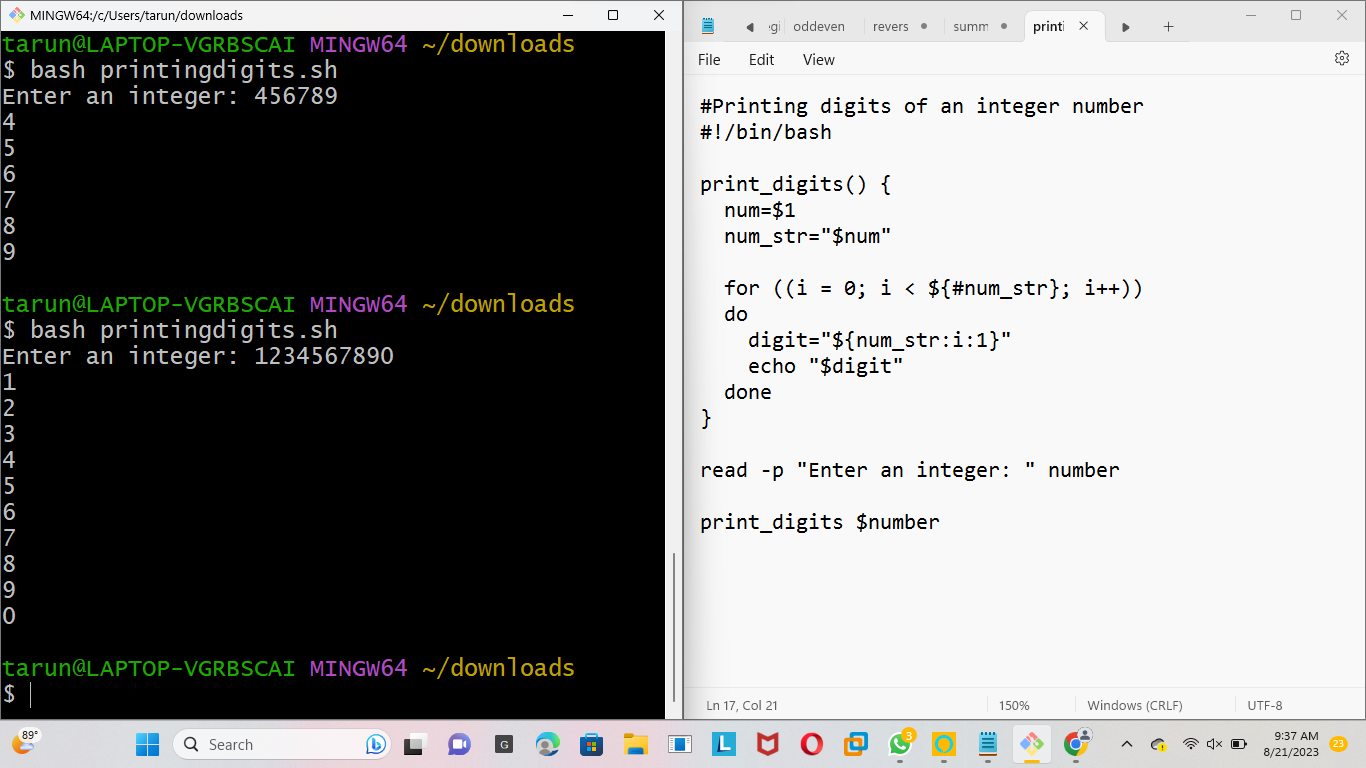 MINGW64:/c/Users/tarun/downloads
tarun@LAPTOP-VGRBSCAI MINGW64 ~/downloads
$ bash printingdigits.sh
Enter an integer: 456789
4
5
6
7
8
9
tarun@LAPTOP-VGRBSCAI MINGW64 ~/downloads
$ bash printingdigits.sh
Enter an integer: 1234567890
1
2
3
4
5
6
7
8
9
0
tarun@LAPTOP-VGRBSCAI MINGW64 ~/downloads
$
egi oddeven revers summ printi
File Edit View
#Printing digits of an integer number
#!/bin/bash
print_digits() {
num=$1
num_str="$num"
for ((i = 0; i < ${#num_str}; i++))
do
digit="${num_str:i:1}"
echo "$digit"
done
}
read -p "Enter an integer: " number
print_digits $number
Ln 17, Col 21 150% Windows (CRLF) UTF-8
89° Search G L 3 9:37 AM 23
8/21/2023